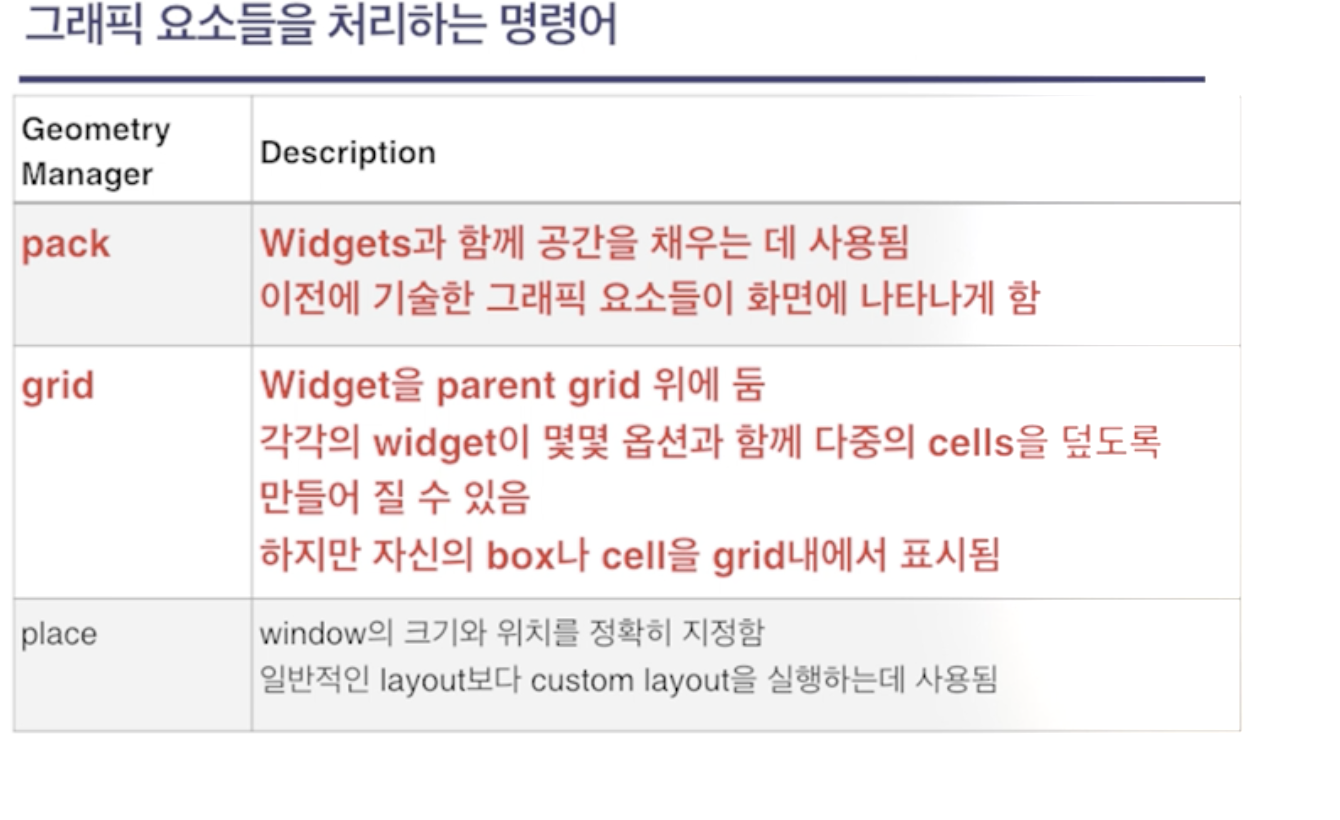 그래픽 요소들을 처리하는 명령어
Geometry
Manager
Description
pack
Widgets과 함께 공간을 채우는 데 사용됨
이전에 기술한 그래픽 요소들이 화면에 나타나게 함
grid
Widget을 parent grid 위에 둠
각각의 widget이 몇몇 옵션과 함께 다중의 cells을 덮도록
만들어 질 수 있음
하지만 자신의 box나 cell을 grid내에서 표시됨
place
window의 크기와 위치를 정확히 지정함
일반적인 layout보다 custom layout을 실행하는데 사용됨